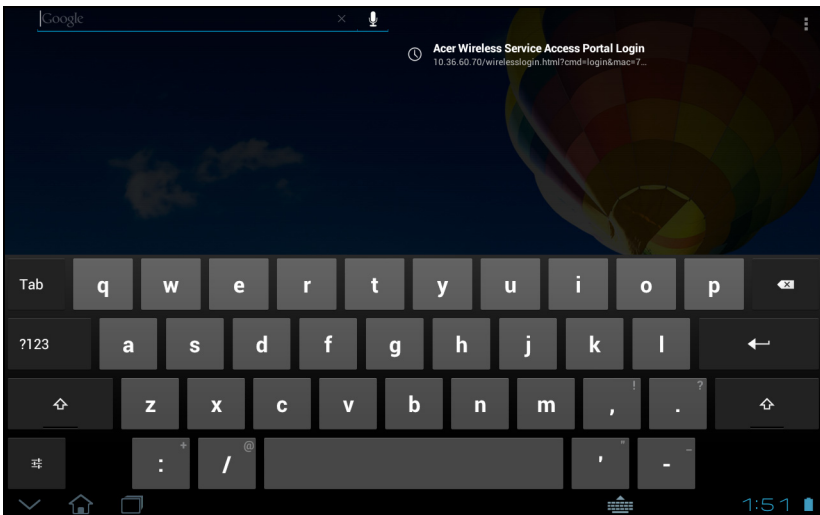 Google
Acer Wireless Service Access Portal Login
10.36.60.70/wirelesslogin.html?cmd=login&mac=7...
Tab q w e r t y u i o p
?123 a s d f g h j k l
z x c v b n m , ! . ?
: + / @ ' " - _
1:51